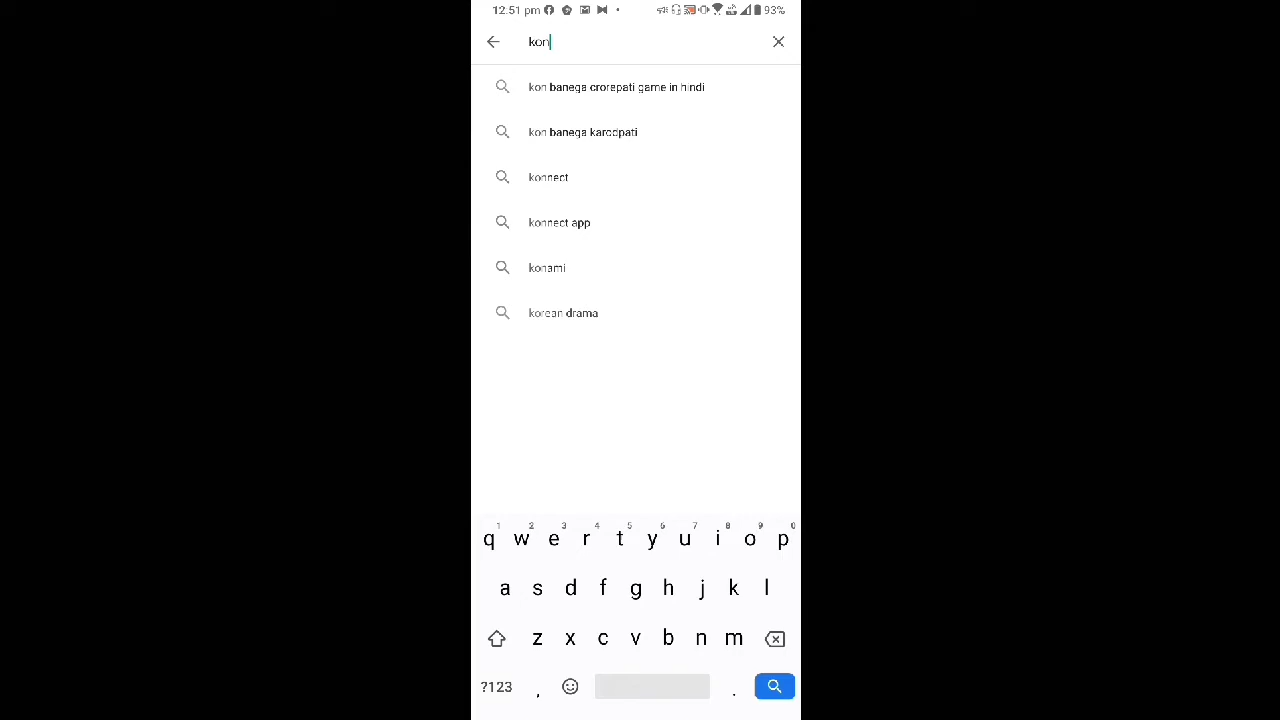 12:51 pm 93%
kon
kon banega crorepati game in hindi
kon banega karodpati
konnect
konnect app
konami
korean drama
1 2 3 4 5 6 7 8 9 0
q w e r t y u i o p
a s d f g h j k l
z x c v b n m
?123 , .